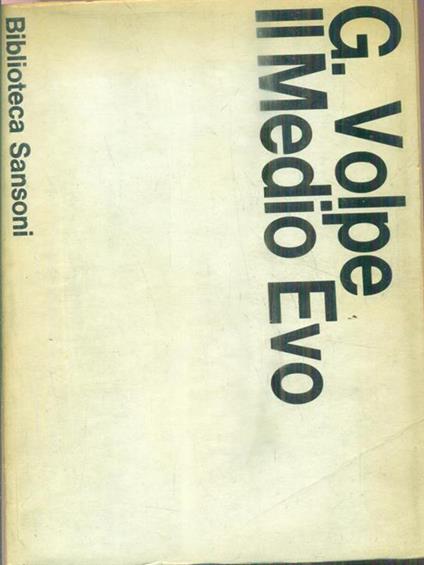 G. Volpe
Il Medio Evo
Biblioteca Sansoni